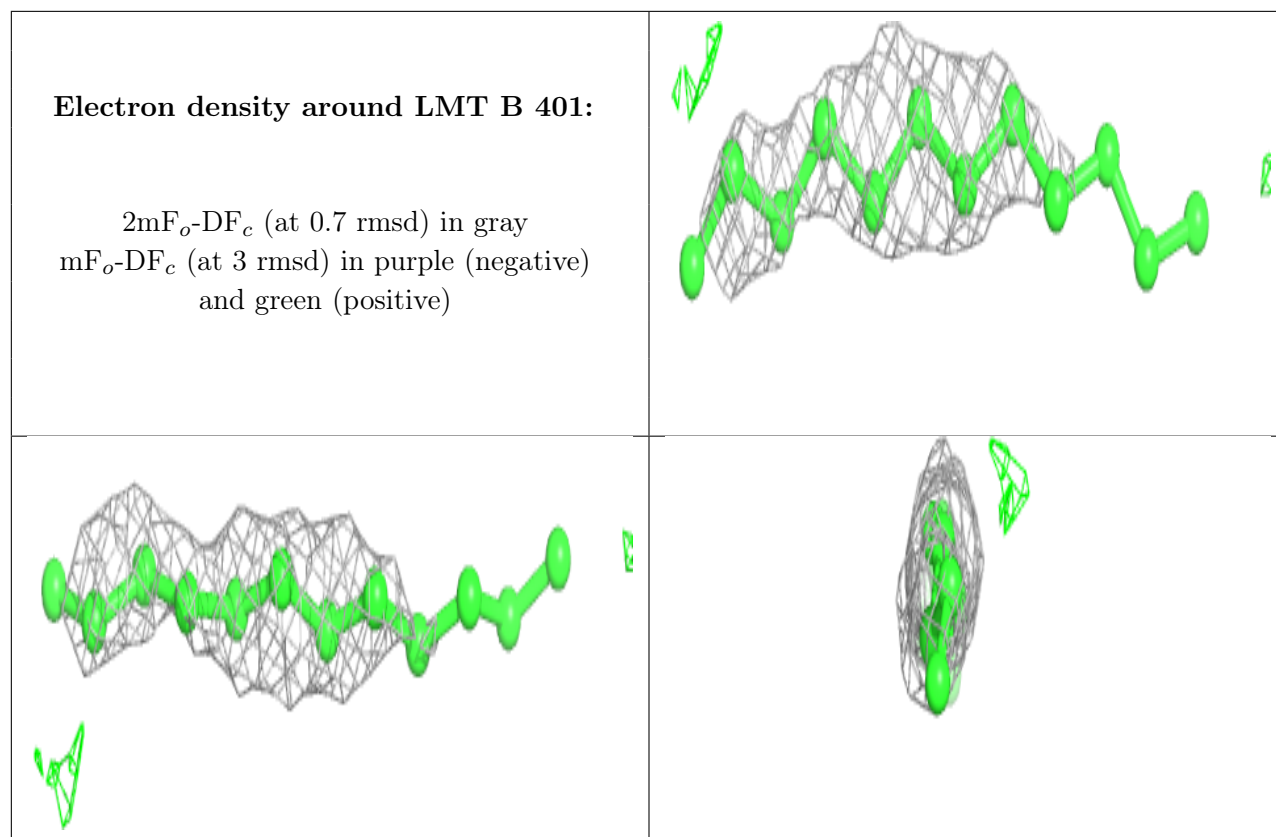 Electron density around LMT B 401:
2mFo-DFc (at 0.7 rmsd) in gray
mFo-DFc (at 3 rmsd) in purple (negative)
and green (positive)